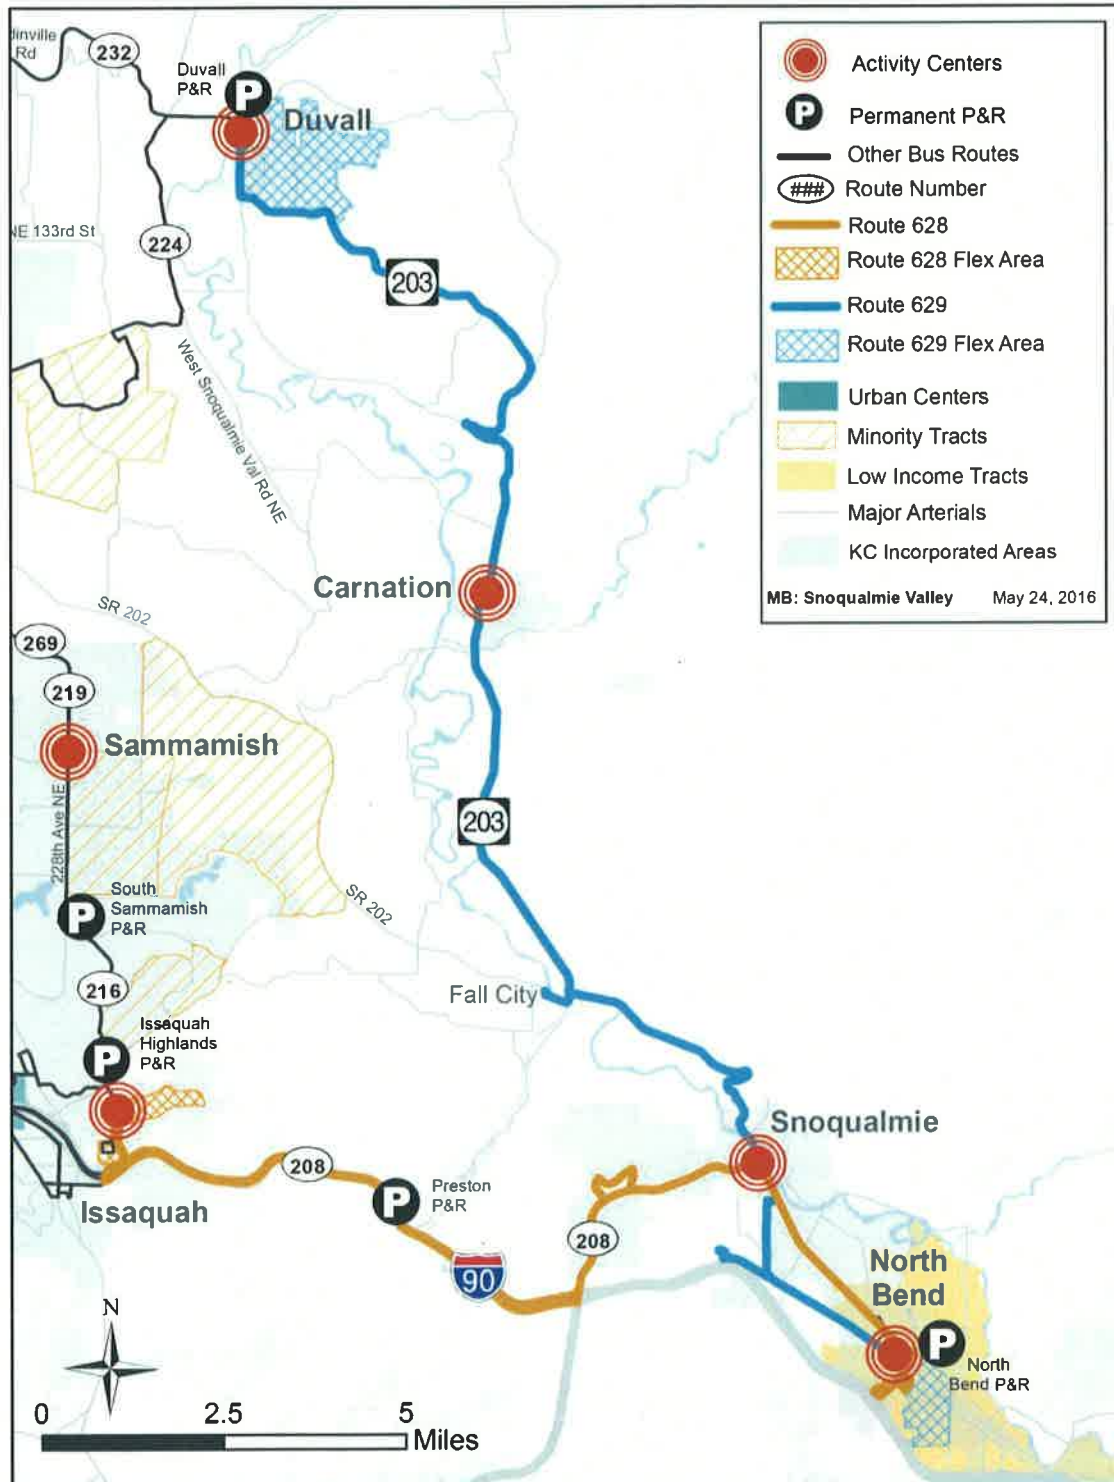 dinville
Rd
232
Duvall
P&R
P
Duvall
NE 133rd St
224
203
West Snoqualmie Val Rd NE
Carnation
SR 202
269
219
Sammamish
228th Ave NE
203
P
South
Sammamish
P&R
SR 202
216
Fall City
P
Issaquah
Highlands
P&R
Snoqualmie
208
P
Preston
P&R
Issaquah
208
90
North
Bend
P
North
Bend P&R
N
0 2.5 5
Miles
Activity Centers
P Permanent P&R
Other Bus Routes
### Route Number
Route 628
Route 628 Flex Area
Route 629
Route 629 Flex Area
Urban Centers
Minority Tracts
Low Income Tracts
Major Arterials
KC Incorporated Areas
MB: Snoqualmie Valley May 24, 2016